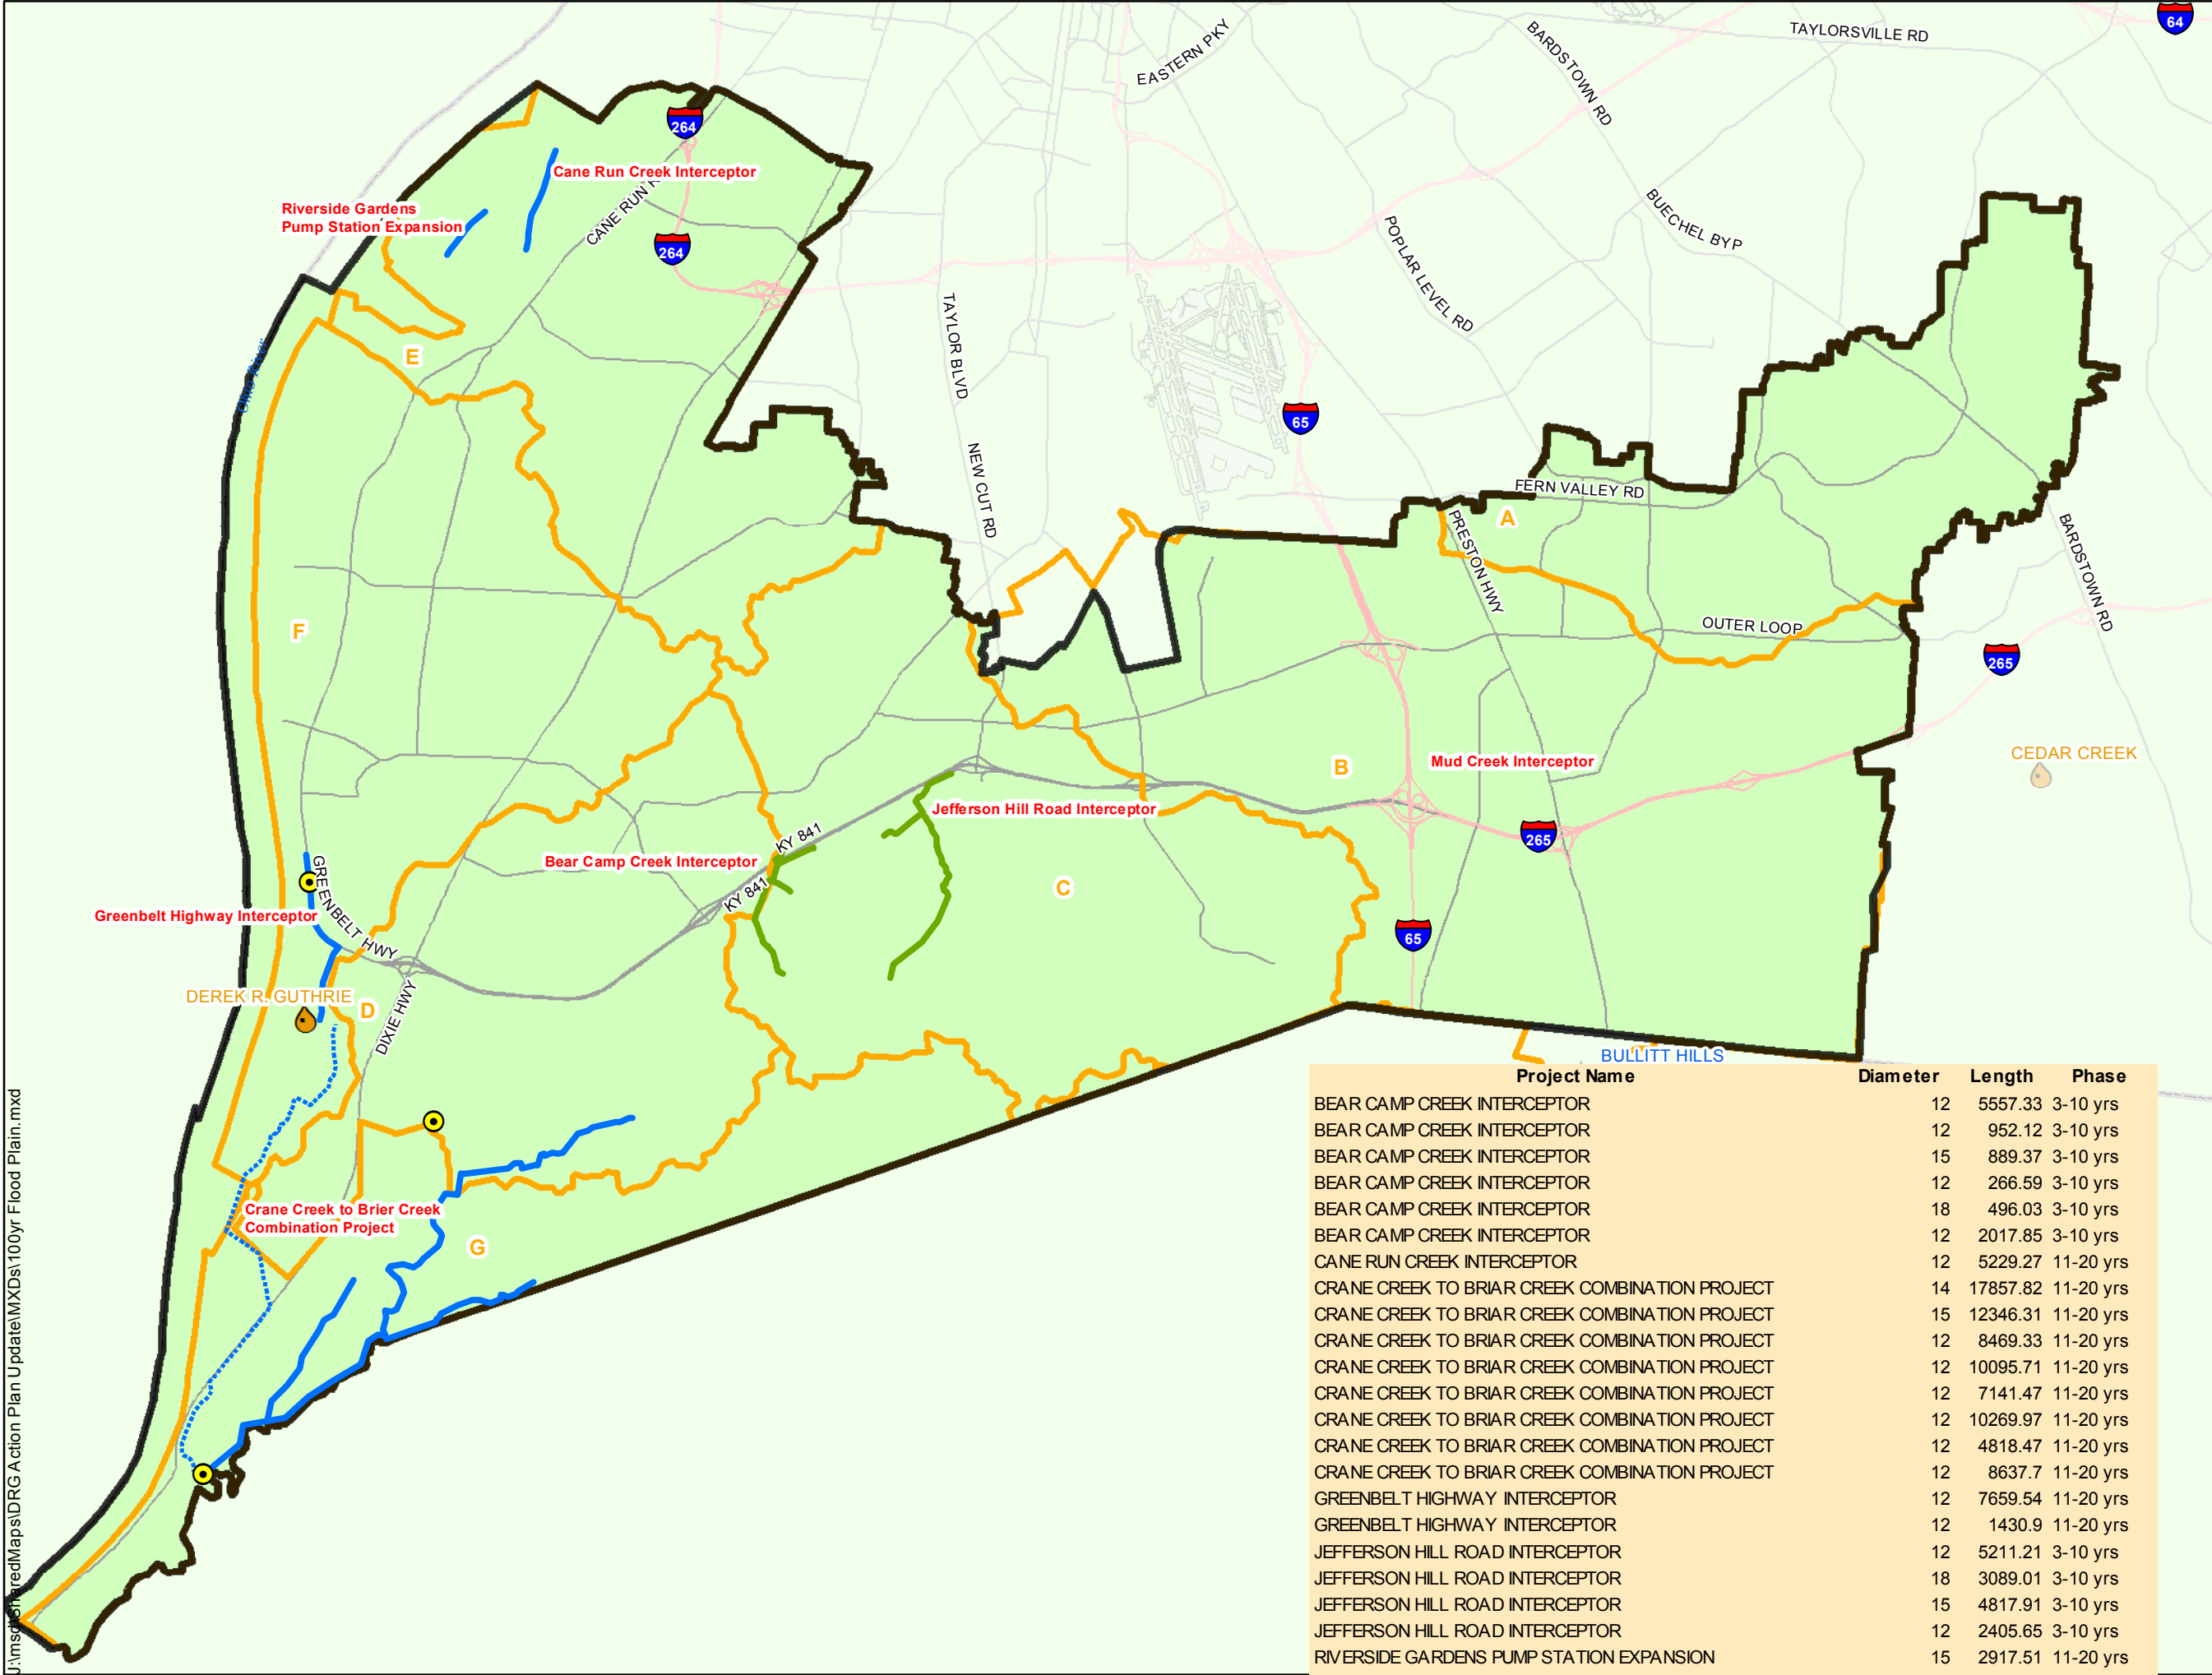 64
TAYLORSVILLE RD
EASTERN PKY
BARDSTOWN RD
264
Cane Run Creek Interceptor
CANE RUN R
Riverside Gardens
Pump Station Expansion
264
BUECHEL BYP
POPLAR LEVEL RD
TAYLOR BLVD
Ohio River
E
65
NEW CUT RD
FERN VALLEY RD
A
PRESTON HWY
BARDSTOWN RD
F
OUTER LOOP
265
CEDAR CREEK
B
Mud Creek Interceptor
Jefferson Hill Road Interceptor
265
KY 841
Bear Camp Creek Interceptor
KY 841
C
GREENBELT HWY
Greenbelt Highway Interceptor
65
DEREK R. GUTHRIE
D
DIXIE HWY
BULLITT HILLS
Crane Creek to Brier Creek
Combination Project
G
J:\msd\SharedMaps\DRG Action Plan Update\MXDs\100yr Flood Plain.mxd
Project Name Diameter Length Phase
BEAR CAMP CREEK INTERCEPTOR 12 5557.33 3-10 yrs
BEAR CAMP CREEK INTERCEPTOR 12 952.12 3-10 yrs
BEAR CAMP CREEK INTERCEPTOR 15 889.37 3-10 yrs
BEAR CAMP CREEK INTERCEPTOR 12 266.59 3-10 yrs
BEAR CAMP CREEK INTERCEPTOR 18 496.03 3-10 yrs
BEAR CAMP CREEK INTERCEPTOR 12 2017.85 3-10 yrs
CANE RUN CREEK INTERCEPTOR 12 5229.27 11-20 yrs
CRANE CREEK TO BRIAR CREEK COMBINATION PROJECT 14 17857.82 11-20 yrs
CRANE CREEK TO BRIAR CREEK COMBINATION PROJECT 15 12346.31 11-20 yrs
CRANE CREEK TO BRIAR CREEK COMBINATION PROJECT 12 8469.33 11-20 yrs
CRANE CREEK TO BRIAR CREEK COMBINATION PROJECT 12 10095.71 11-20 yrs
CRANE CREEK TO BRIAR CREEK COMBINATION PROJECT 12 7141.47 11-20 yrs
CRANE CREEK TO BRIAR CREEK COMBINATION PROJECT 12 10269.97 11-20 yrs
CRANE CREEK TO BRIAR CREEK COMBINATION PROJECT 12 4818.47 11-20 yrs
CRANE CREEK TO BRIAR CREEK COMBINATION PROJECT 12 8637.7 11-20 yrs
GREENBELT HIGHWAY INTERCEPTOR 12 7659.54 11-20 yrs
GREENBELT HIGHWAY INTERCEPTOR 12 1430.9 11-20 yrs
JEFFERSON HILL ROAD INTERCEPTOR 12 5211.21 3-10 yrs
JEFFERSON HILL ROAD INTERCEPTOR 18 3089.01 3-10 yrs
JEFFERSON HILL ROAD INTERCEPTOR 15 4817.91 3-10 yrs
JEFFERSON HILL ROAD INTERCEPTOR 12 2405.65 3-10 yrs
RIVERSIDE GARDENS PUMP STATION EXPANSION 15 2917.51 11-20 yrs